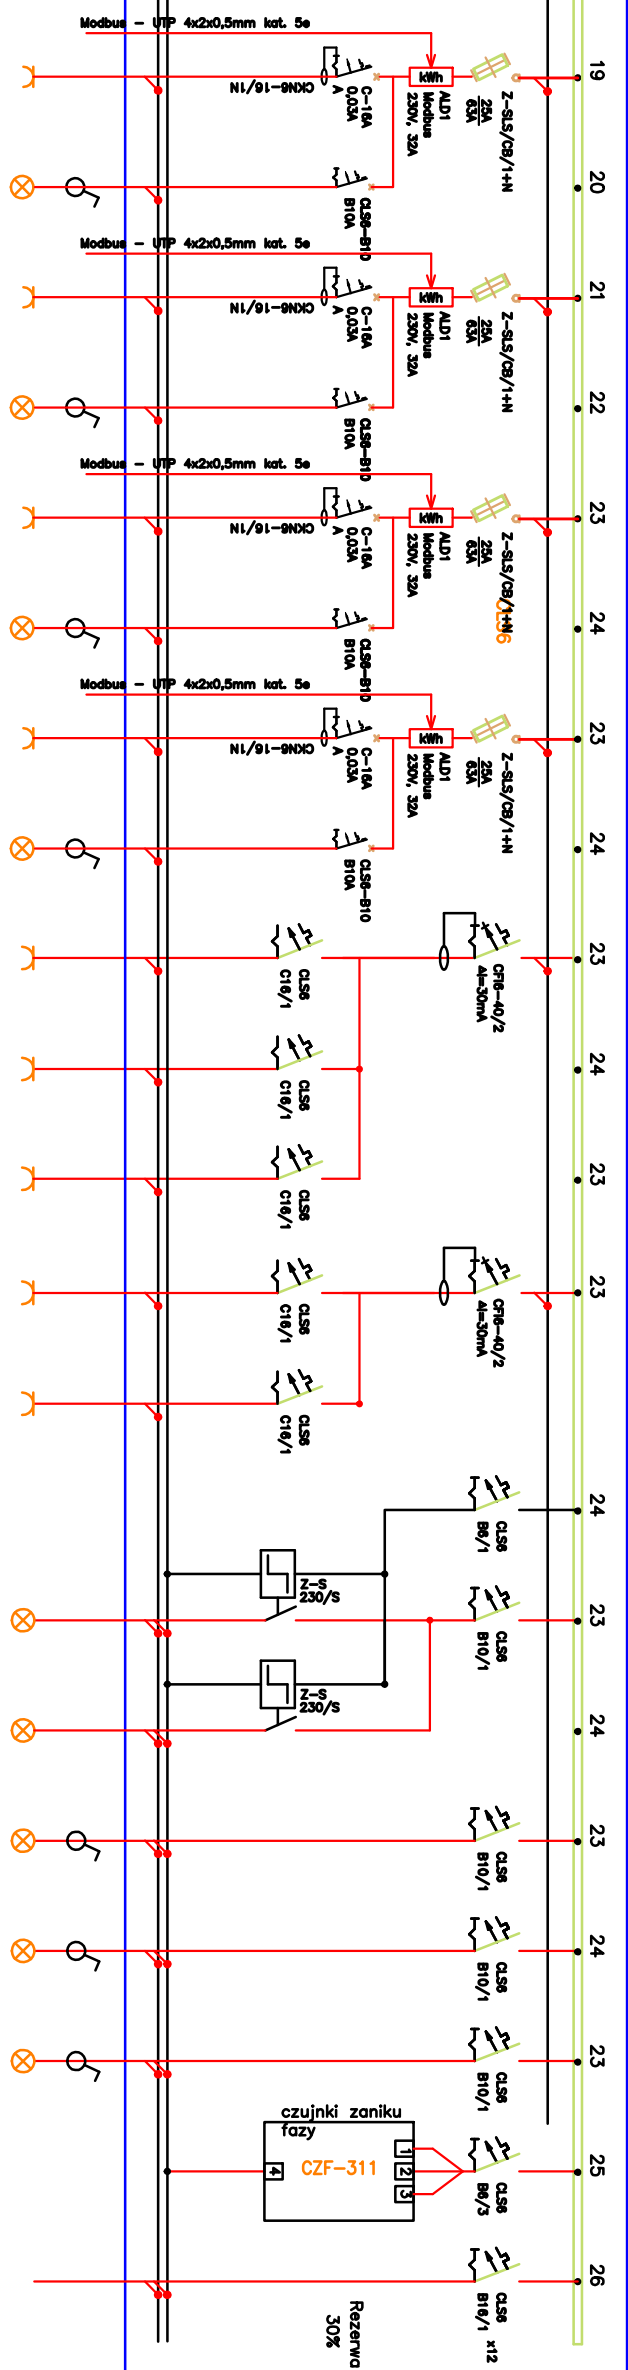 Modbus - UTP 4x2x0,5mm kat. 5e
19
Z-SLS/CB/1+N
25A
63A
kWh
ALD1
Modbus
230V, 32A
C-16A
0,03A
A
CKN6-16/1N
20
CLS6-B10
B10A
Modbus - UTP 4x2x0,5mm kat. 5e
21
Z-SLS/CB/1+N
25A
63A
kWh
ALD1
Modbus
230V, 32A
C-16A
0,03A
A
CKN6-16/1N
22
CLS6-B10
B10A
Modbus - UTP 4x2x0,5mm kat. 5e
23
Z-SLS/CB/1+N
25A
63A
kWh
ALD1
Modbus
230V, 32A
C-16A
0,03A
A
CKN6-16/1N
CLS6
24
CLS6-B10
B10A
Modbus - UTP 4x2x0,5mm kat. 5e
23
Z-SLS/CB/1+N
25A
63A
kWh
ALD1
Modbus
230V, 32A
C-16A
0,03A
A
CKN6-16/1N
24
CLS6-B10
B10A
23
CFI6-40/2
ΔI=30mA
CLS6
C16/1
24
CLS6
C16/1
23
CLS6
C16/1
23
CFI6-40/2
ΔI=30mA
CLS6
C16/1
CLS6
C16/1
24
CLS6
B6/1
Z-S
230/S
23
CLS6
B10/1
Z-S
230/S
24
23
CLS6
B10/1
24
CLS6
B10/1
23
CLS6
B10/1
czujnki zaniku
fazy
CZF-311
1
2
3
4
25
CLS6
B6/3
26
CLS6
B16/1
x12
Rezerwa
30%